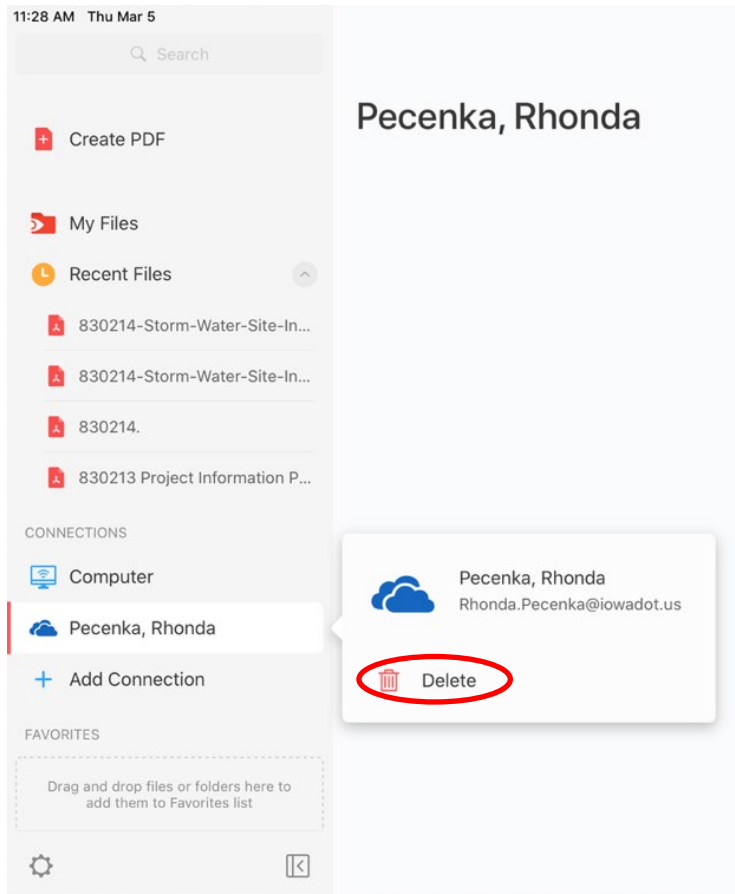 11:28 AM Thu Mar 5
Search
Create PDF
My Files
Recent Files
830214-Storm-Water-Site-In...
830214-Storm-Water-Site-In...
830214.
830213 Project Information P...
CONNECTIONS
Computer
Pecenka, Rhonda
Add Connection
FAVORITES
Drag and drop files or folders here to
add them to Favorites list
Pecenka, Rhonda
Pecenka, Rhonda
Rhonda.Pecenka@iowadot.us
Delete